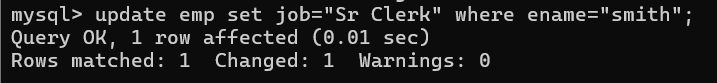 mysql> update emp set job="Sr Clerk" where ename="smith";
Query OK, 1 row affected (0.01 sec)
Rows matched: 1  Changed: 1  Warnings: 0